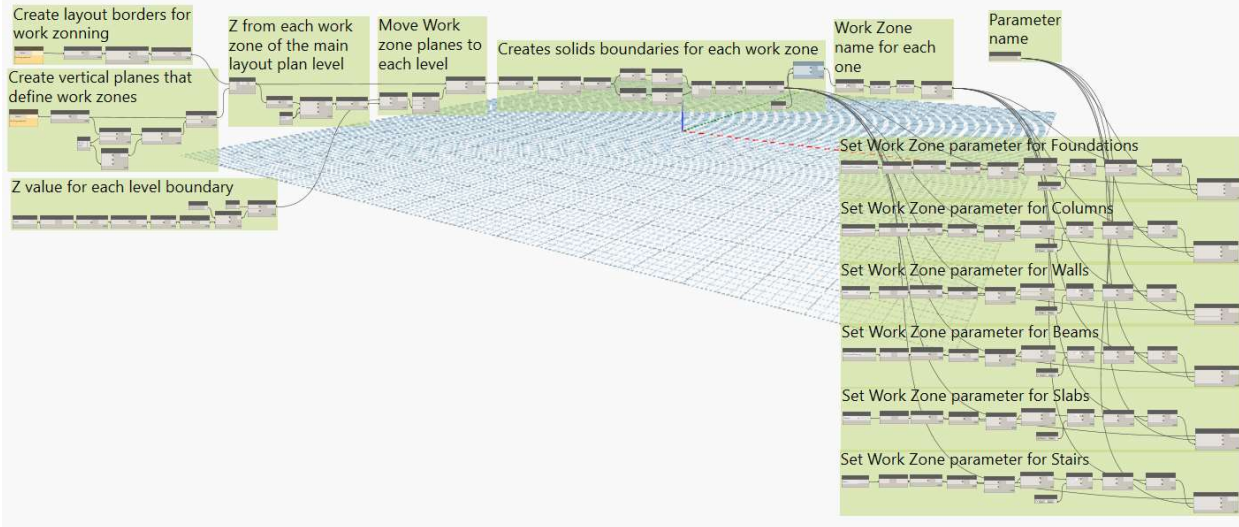 Create layout borders for
work zonning
Z from each work
zone of the main
layout plan level
Move Work
zone planes to
each level
Creates solids boundaries for each work zone
Work Zone
name for each
one
Parameter
name
Create vertical planes that
define work zones
Z value for each level boundary
Set Work Zone parameter for Foundations
Set Work Zone parameter for Columns
Set Work Zone parameter for Walls
Set Work Zone parameter for Beams
Set Work Zone parameter for Slabs
Set Work Zone parameter for Stairs